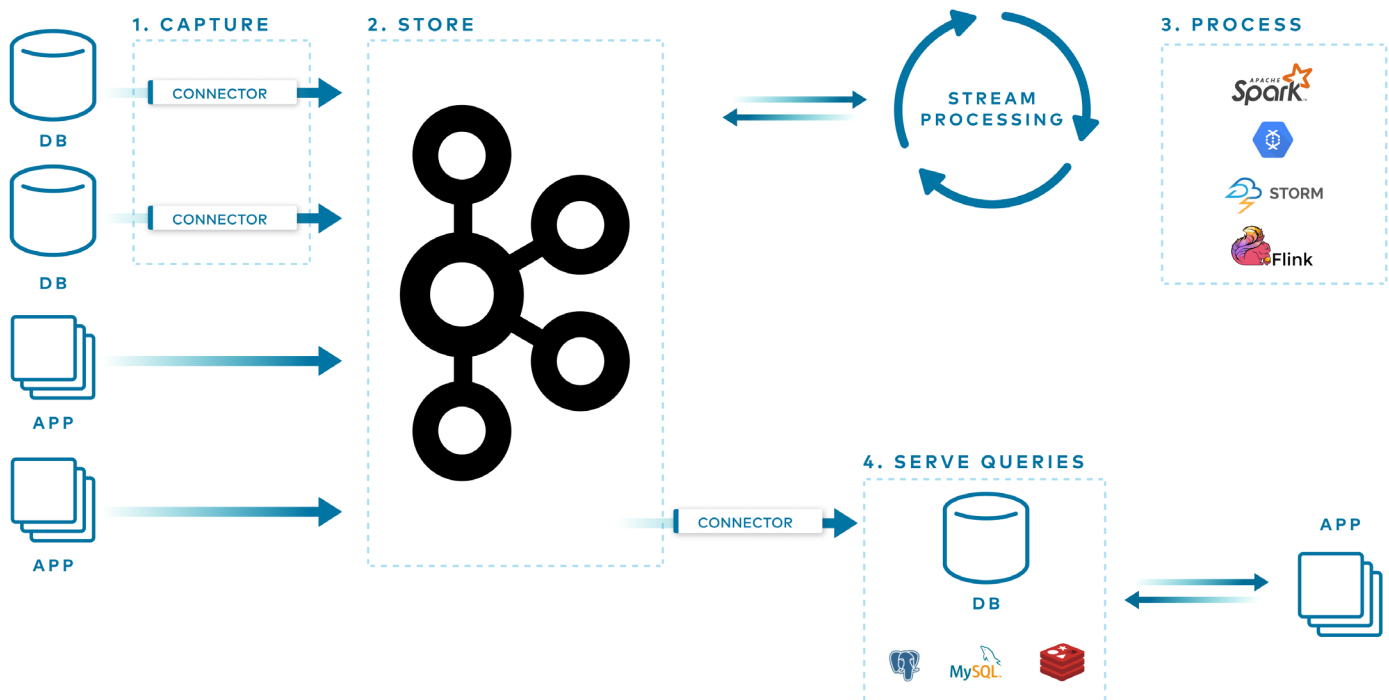 1. CAPTURE
2. STORE
3. PROCESS
DB
CONNECTOR
DB
CONNECTOR
APP
APP
STREAM
PROCESSING
APACHE
Spark
STORM
Flink
4. SERVE QUERIES
CONNECTOR
DB
MySQL
APP